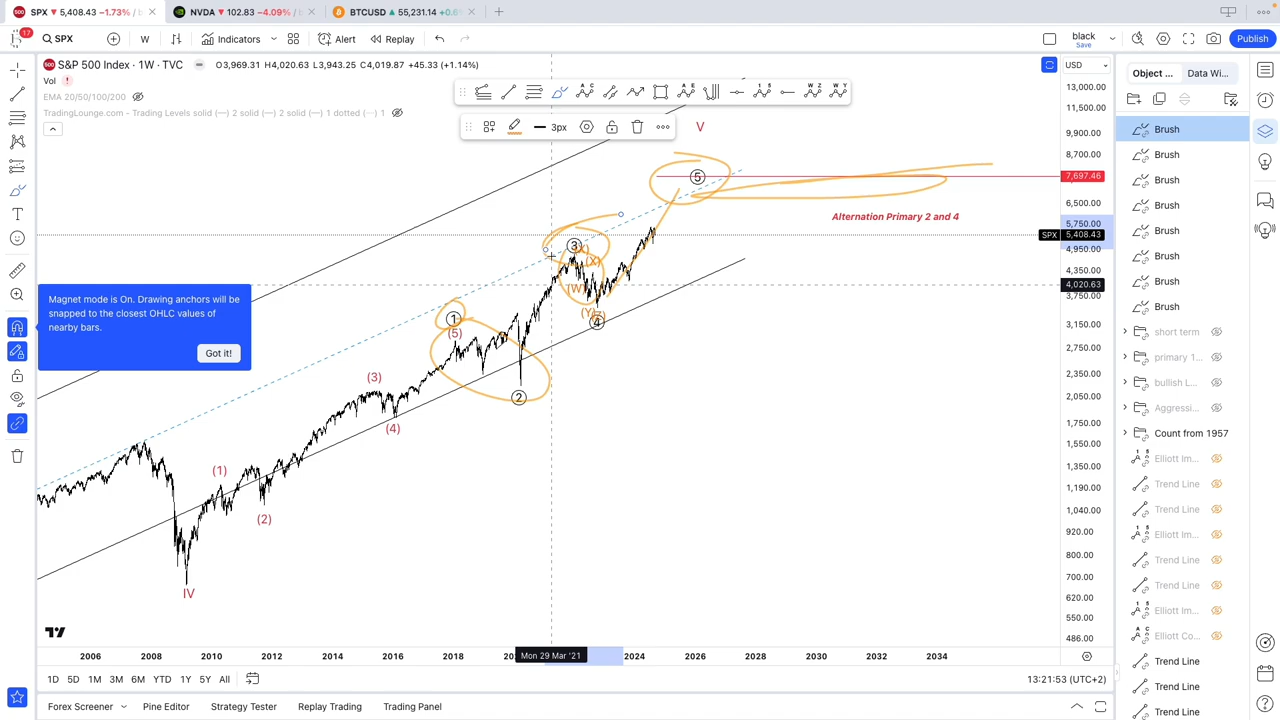 SPX ▼ 5,408.43 −1.73% / b
NVDA ▼ 102.83 −4.09% / b
BTCUSD ▲ 55,231.14 +0.6
17
SPX
W
Indicators
Alert
Replay
black
Save
Publish
S&P 500 Index · 1W · TVC
O3,969.31 H4,020.63 L3,943.25 C4,019.87 +45.33 (+1.14%)
Vol
EMA 20/50/100/200
TradingLounge.com - Trading Levels solid (—) 2 solid (—) 2 solid (—) 1 dotted (—) 1
3px
USD
13,000.00
11,500.00
9,900.00
8,700.00
7,697.46
6,500.00
5,750.00
SPX 5,408.43
4,950.00
4,350.00
4,020.63
3,750.00
3,150.00
2,750.00
2,350.00
2,050.00
1,750.00
1,550.00
1,350.00
1,190.00
1,040.00
920.00
800.00
700.00
620.00
550.00
486.00
V
5
Alternation Primary 2 and 4
3
(X)
(W)
4
1
(5)
2
(3)
(4)
(1)
(2)
IV
Magnet mode is On. Drawing anchors will be
snapped to the closest OHLC values of
nearby bars.
Got it!
2006 2008 2010 2012 2014 2016 2018 Mon 29 Mar '21 2024 2026 2028 2030 2032 2034
1D 5D 1M 3M 6M YTD 1Y 5Y All
13:21:53 (UTC+2)
Forex Screener Pine Editor Strategy Tester Replay Trading Trading Panel
Object ... Data Wi...
Brush
Brush
Brush
Brush
Brush
Brush
Brush
Brush
short term
primary 1...
bullish L...
Aggressi...
Count from 1957
Elliott Im...
Trend Line
Trend Line
Elliott Im...
Trend Line
Trend Line
Elliott Im...
Elliott Co...
Trend Line
Trend Line
Trend Line